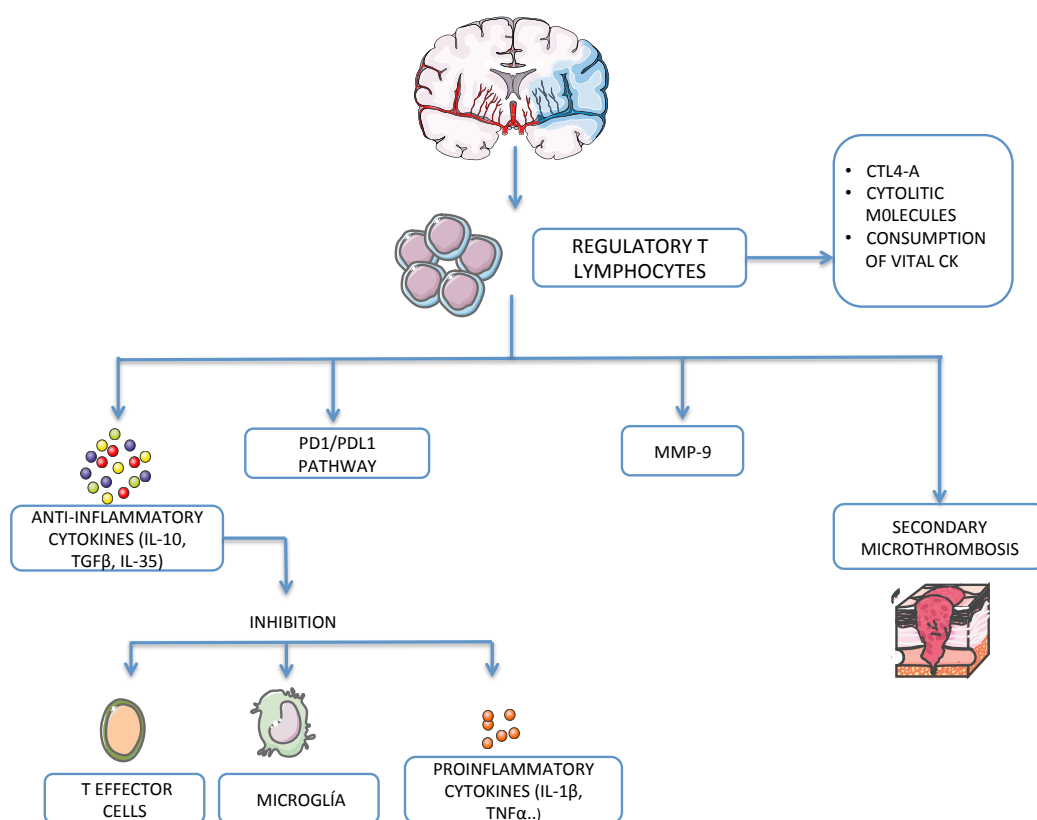 • CTL4-A
• CYTOLITIC
M0LECULES
• CONSUMPTION
OF VITAL CK
REGULATORY T
LYMPHOCYTES
PD1/PDL1
PATHWAY
MMP-9
ANTI-INFLAMMATORY
CYTOKINES (IL-10,
TGFβ, IL-35)
SECONDARY
MICROTHROMBOSIS
INHIBITION
T EFFECTOR
CELLS
MICROGLÍA
PROINFLAMMATORY
CYTOKINES (IL-1β,
TNFα..)